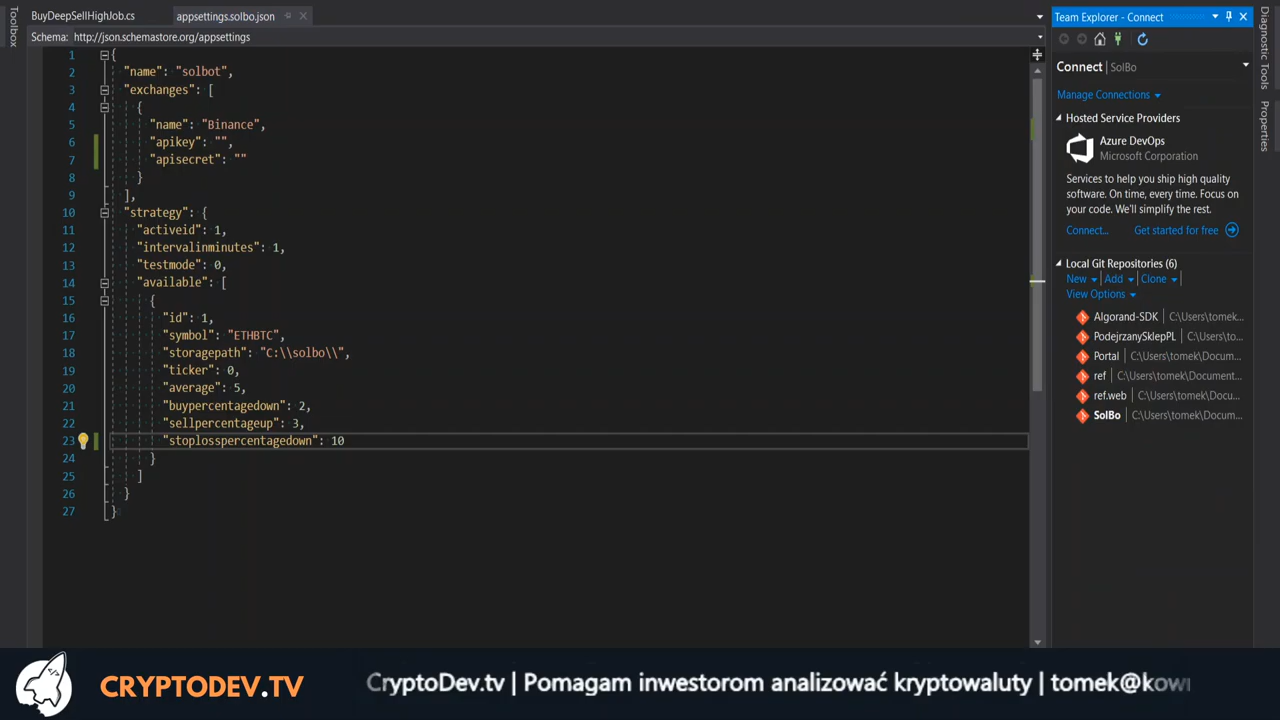 BuyDeepSellHighJob.cs
appsettings.solbo.json
Toolbox
Schema: http://json.schemastore.org/appsettings
1 {
2 "name": "solbot",
3 "exchanges": [
4 {
5 "name": "Binance",
6 "apikey": "",
7 "apisecret": ""
8 }
9 ],
10 "strategy": {
11 "activeid": 1,
12 "intervalinminutes": 1,
13 "testmode": 0,
14 "available": [
15 {
16 "id": 1,
17 "symbol": "ETHBTC",
18 "storagepath": "C:\\solbo\\",
19 "ticker": 0,
20 "average": 5,
21 "buypercentagedown": 2,
22 "sellpercentageup": 3,
23 "stoplosspercentagedown": 10
24 }
25 ]
26 }
27 }
Team Explorer - Connect
Connect | SolBo
Manage Connections
Hosted Service Providers
Azure DevOps
Microsoft Corporation
Services to help you ship high quality
software. On time, every time. Focus on
your code. We'll simplify the rest.
Connect... Get started for free
Local Git Repositories (6)
New Add Clone
View Options
Algorand-SDK | C:\Users\tomek...
PodejrzanySklepPL | C:\Users\to...
Portal | C:\Users\tomek\Docum...
ref | C:\Users\tomek\Document...
ref.web | C:\Users\tomek\Docu...
SolBo | C:\Users\tomek\Docum...
Diagnostic Tools
Properties
CRYPTODEV.TV
CryptoDev.tv | Pomagam inwestorom analizować kryptowaluty | tomek@kow